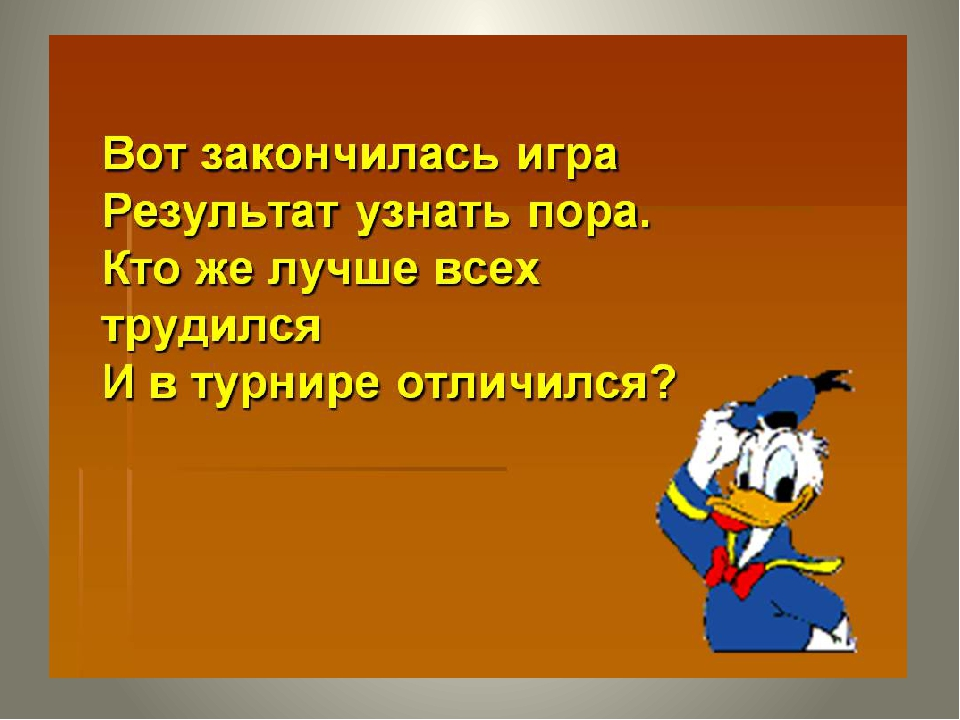 Вот закончилась игра
Результат узнать пора.
Кто же лучше всех
трудился
И в турнире отличился?